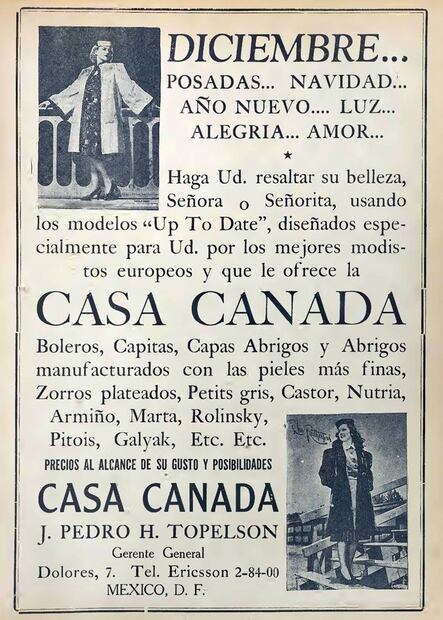 DICIEMBRE...
POSADAS... NAVIDAD...
AÑO NUEVO.... LUZ...
ALEGRIA... AMOR...
Haga Ud. resaltar su belleza,
Señora o Señorita, usando
los modelos “Up To Date”, diseñados espe-
cialmente para Ud. por los mejores modis-
tos europeos y que le ofrece la
CASA CANADA
Boleros, Capitas, Capas Abrigos y Abrigos
manufacturados con las pieles más finas,
Zorros plateados, Petits gris, Castor, Nutria,
Armiño, Marta, Rolinsky,
Pitois, Galyak, Etc. Etc.
PRECIOS AL ALCANCE DE SU GUSTO Y POSIBILIDADES
CASA CANADA
J. PEDRO H. TOPELSON
Gerente General
Dolores, 7. Tel. Ericsson 2-84-00
MEXICO, D. F.